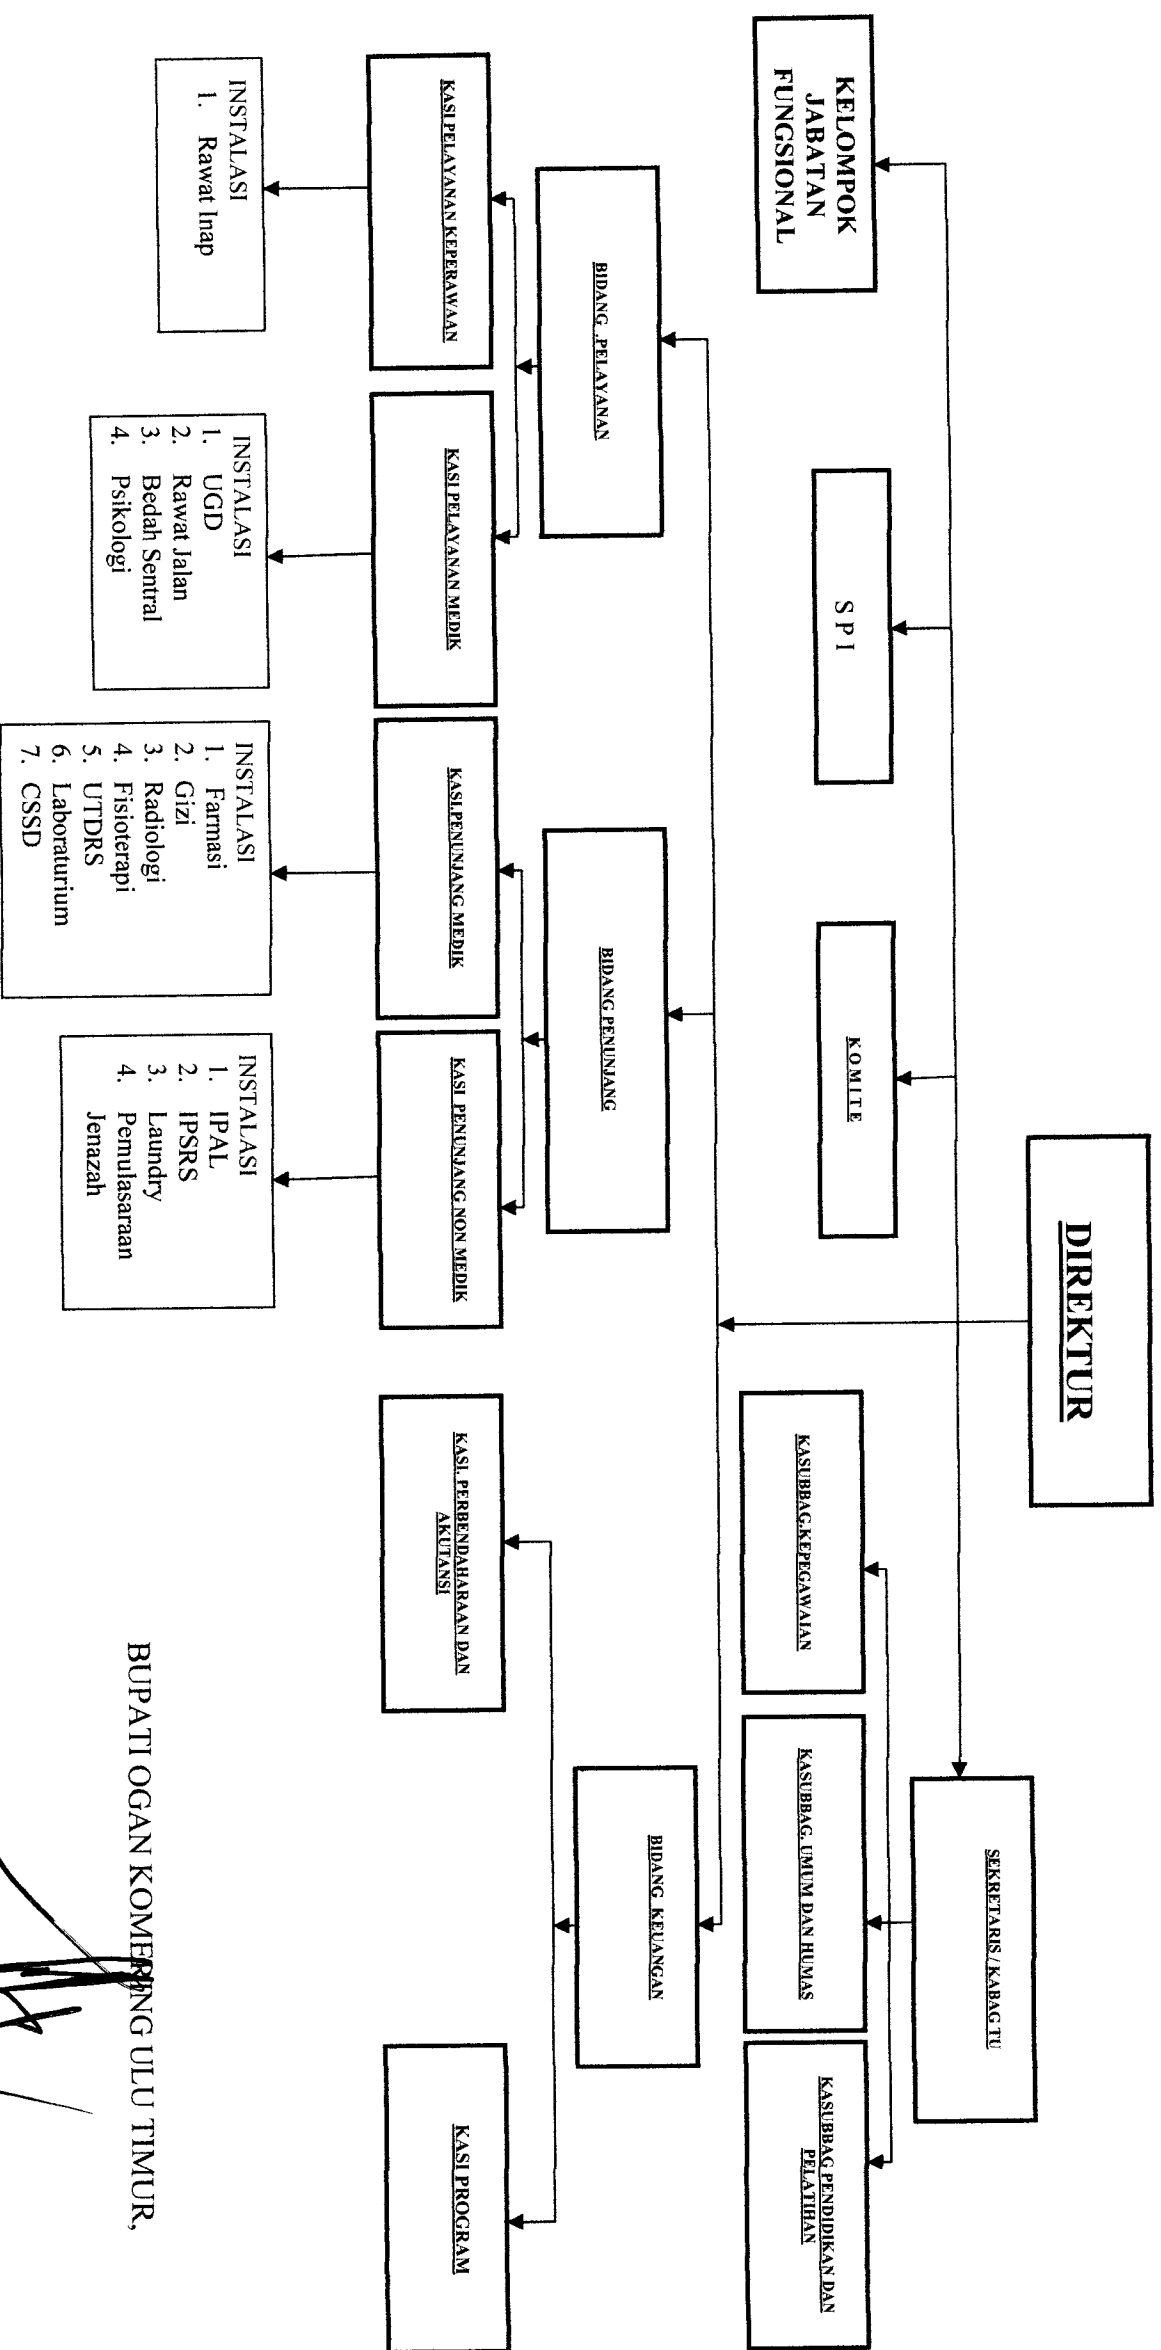 DIREKTUR
SEKRETARIS / KABAG TU
KELOMPOK
JABATAN
FUNGSIONAL
S P I
K O M I T E
KASUBBAG.KEPEGAWAIAN
KASUBBAG. UMUM DAN HUMAS
KASUBBAG PENDIDIKAN DAN
PELATIHAN
BIDANG .PELAYANAN
BIDANG PENUNJANG
BIDANG KEUANGAN
KASI PELAYANAN KEPERAWAAN
KASI PELAYANAN MEDIK
KASI.PENUNJANG MEDIK
KASI PENUNJANG NON MEDIK
KASI. PERBENDAHARAAN DAN
AKUTANSI
KASI PROGRAM
INSTALASI
1. Rawat Inap
INSTALASI
1. UGD
2. Rawat Jalan
3. Bedah Sentral
4. Psikologi
INSTALASI
1. Farmasi
2. Gizi
3. Radiologi
4. Fisioterapi
5. UTDRS
6. Laboraturium
7. CSSD
INSTALASI
1. IPAL
2. IPSRS
3. Laundry
4. Pemulasaraan
Jenazah
BUPATI OGAN KOMERING ULU TIMUR,